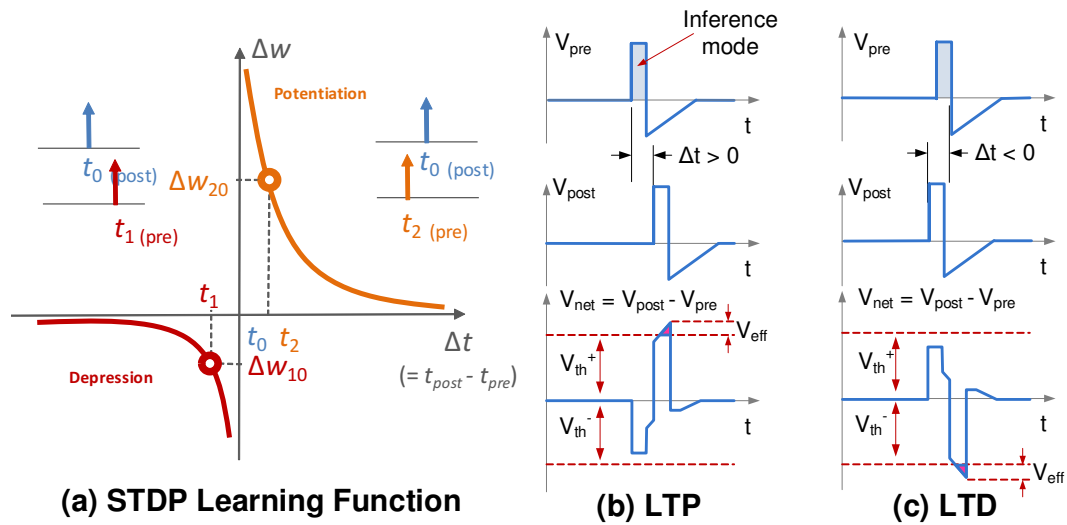 Δw
Potentiation
t0 (post)
t1 (pre)
Δw20
t0 (post)
t2 (pre)
t1
t0 t2
Δt
Δw10
(= tpost - tpre)
Depression
(a) STDP Learning Function
Inference
mode
Vpre
t
Δt > 0
Vpost
t
Vnet = Vpost - Vpre
Veff
Vth+
t
Vth-
(b) LTP
Vpre
t
Δt < 0
Vpost
t
Vnet = Vpost - Vpre
Vth+
t
Vth-
Veff
(c) LTD